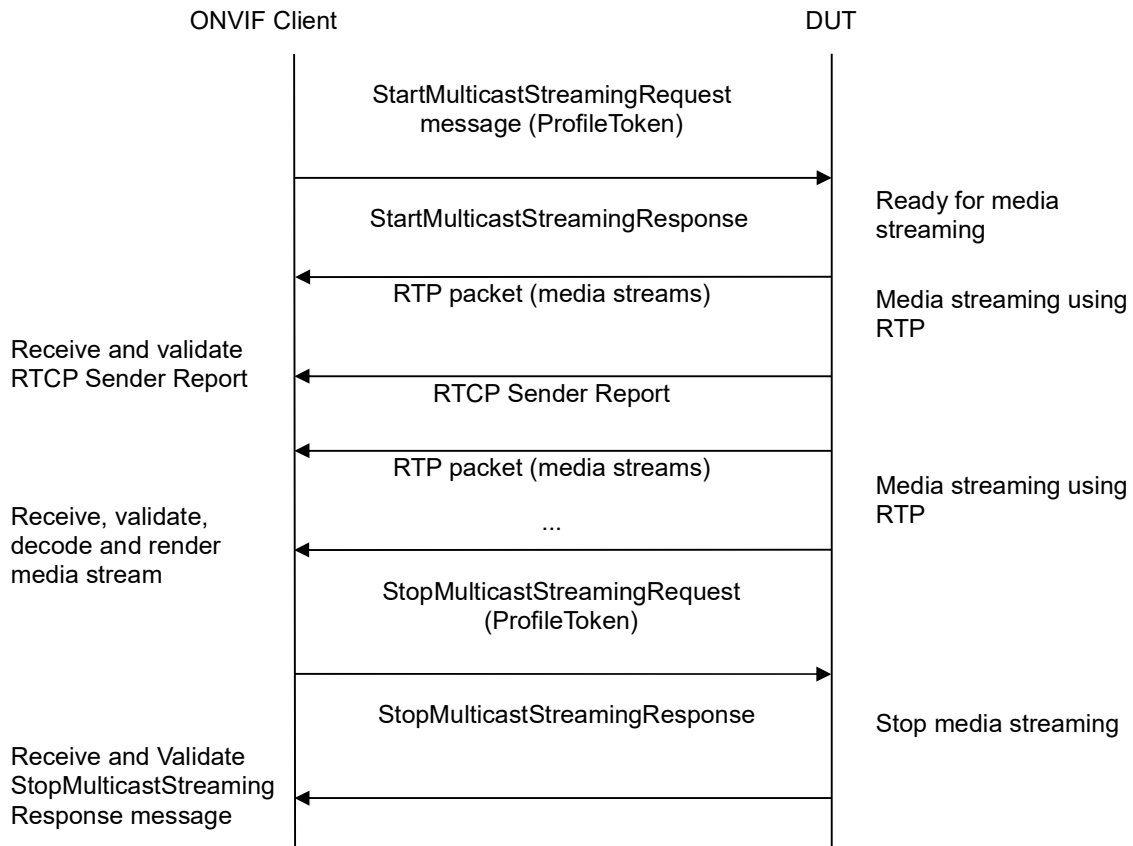 ONVIF Client
DUT
StartMulticastStreamingRequest
message (ProfileToken)
StartMulticastStreamingResponse
Ready for media
streaming
RTP packet (media streams)
Media streaming using
RTP
Receive and validate
RTCP Sender Report
RTCP Sender Report
RTP packet (media streams)
Media streaming using
RTP
Receive, validate,
decode and render
media stream
...
StopMulticastStreamingRequest
(ProfileToken)
StopMulticastStreamingResponse
Stop media streaming
Receive and Validate
StopMulticastStreaming
Response message